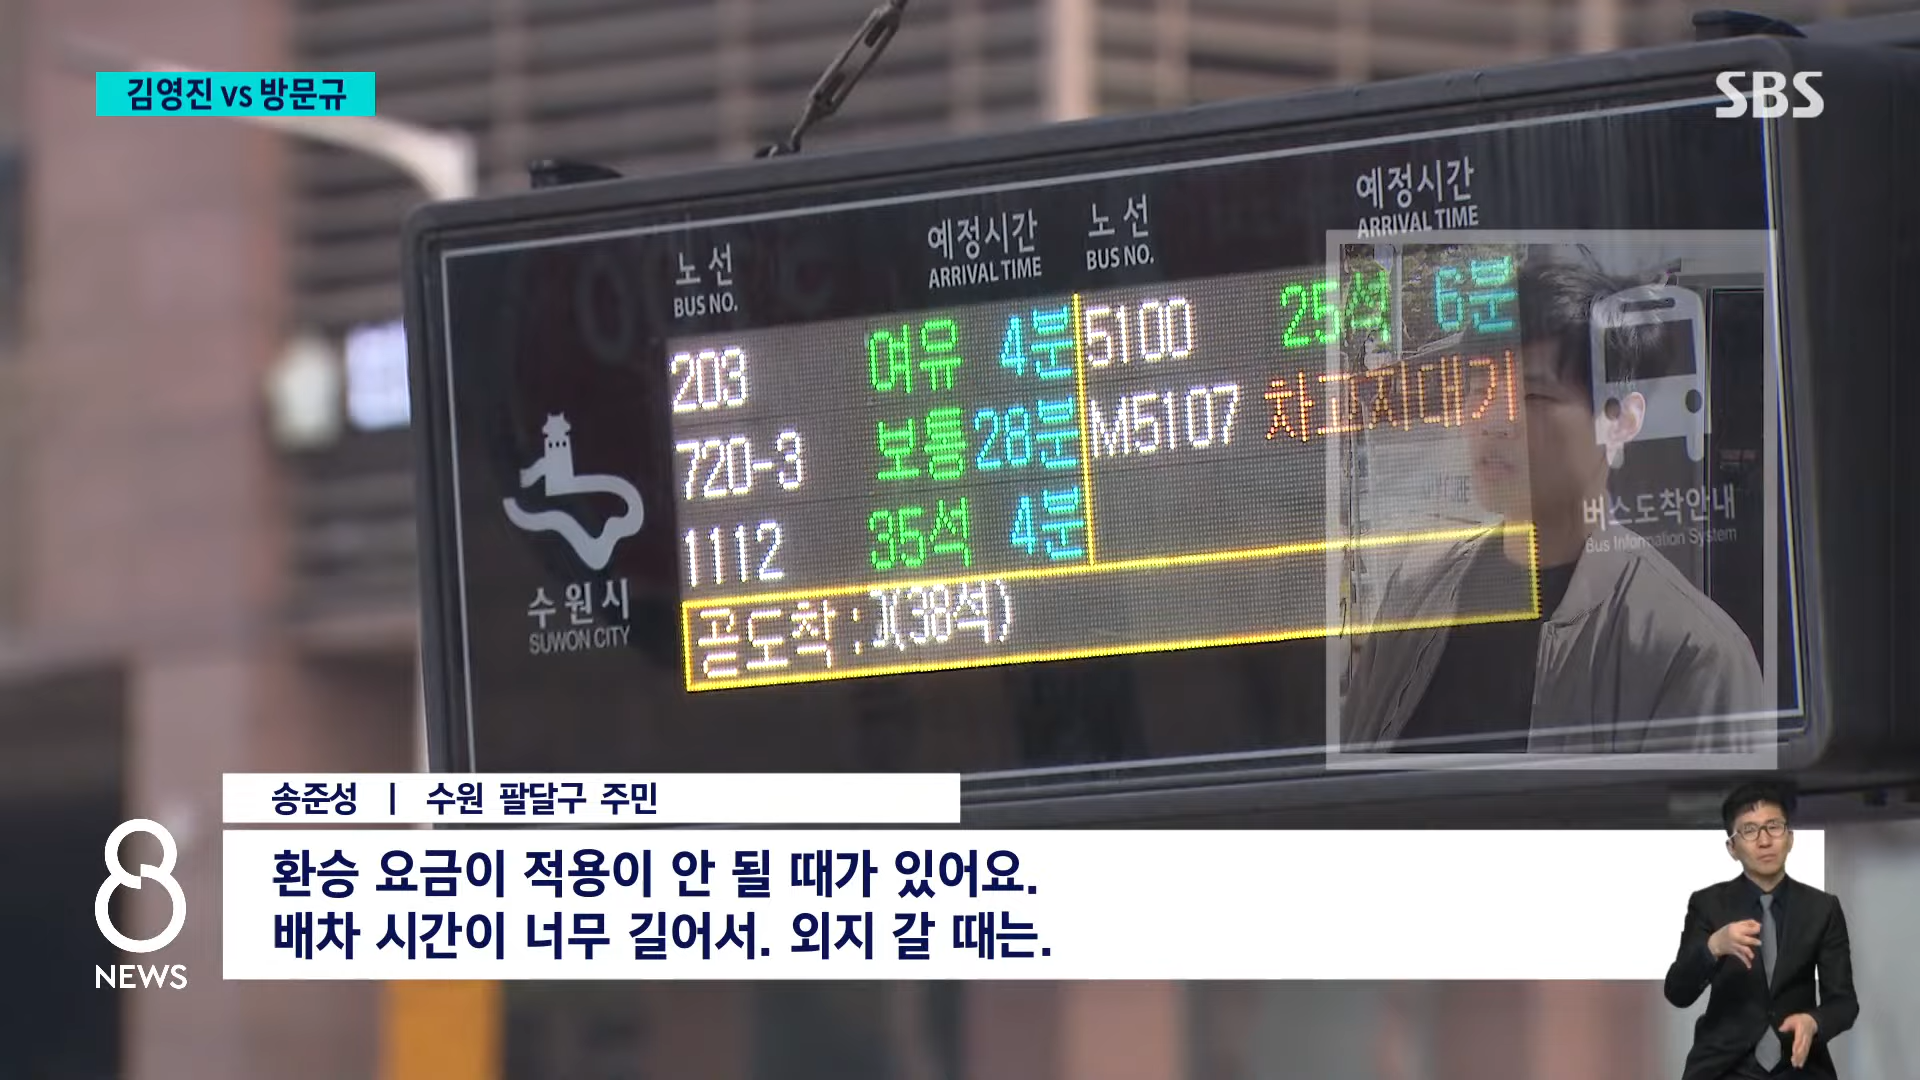 김영진 vs 방문규
SBS
노선 예정시간 노선 예정시간
BUS NO. ARRIVAL TIME BUS NO. ARRIVAL TIME
203 여유 4분 5100 25석 6분
720-3 보통 28분 M5107 차고지대기
1112 35석 4분
곧도착 : (38석)
수원시
SUWON CITY
버스도착안내
Bus Information System
송준성 | 수원 팔달구 주민
환승 요금이 적용이 안 될 때가 있어요.
배차 시간이 너무 길어서. 외지 갈 때는.
8
NEWS